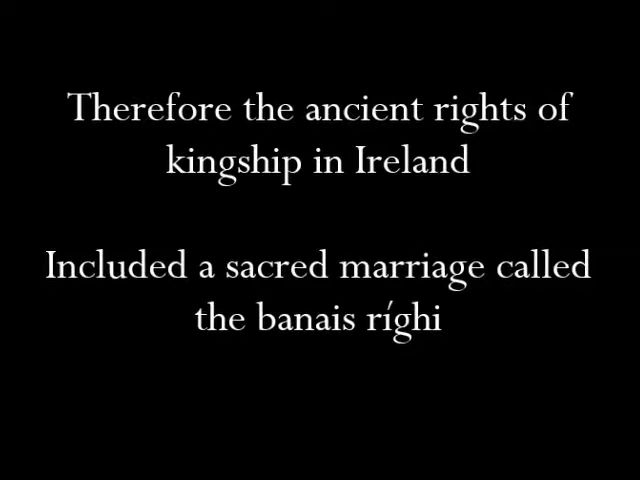 Therefore the ancient rights of
kingship in Ireland
Included a sacred marriage called
the banais ríghi